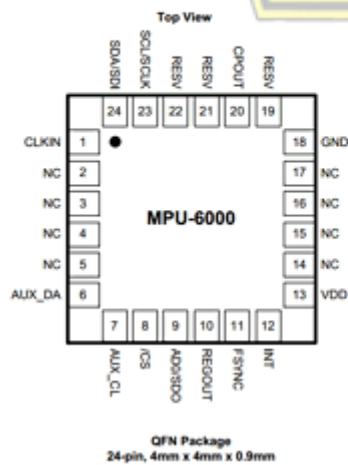 Top View
SDA/SDI
SCL/SCLK
RESV
RESV
CPOUT
RESV
24 23 22 21 20 19
CLKIN 1 18 GND
NC 2 17 NC
NC 3 16 NC
MPU-6000
NC 4 15 NC
NC 5 14 NC
AUX_DA 6 13 VDD
7 8 9 10 11 12
AUX_CL
/CS
AD0/SDO
REGOUT
FSYNC
INT
QFN Package
24-pin, 4mm x 4mm x 0.9mm